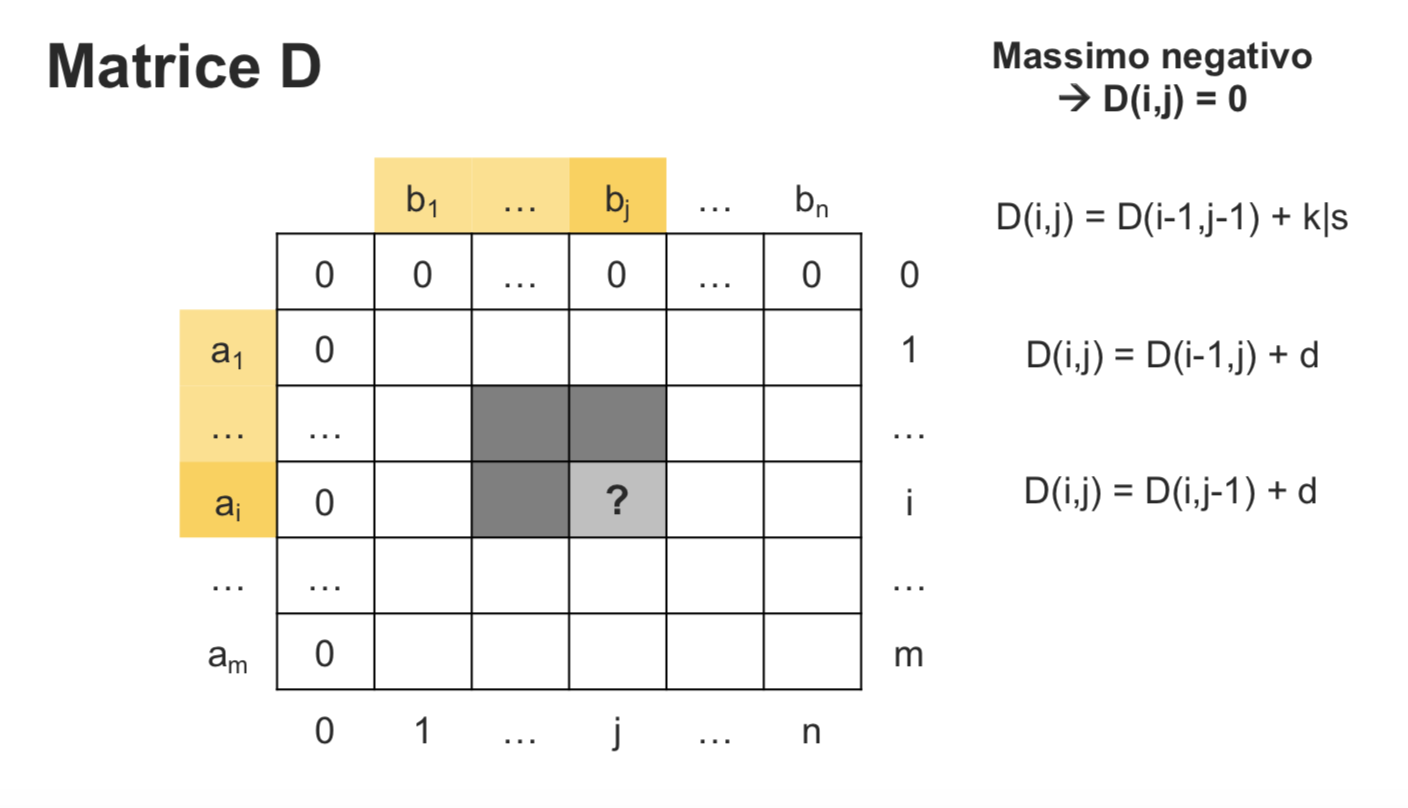 Matrice D
Massimo negativo
→ D(i,j) = 0
b₁ … bⱼ … bₙ
0 0 … 0 … 0 0
a₁ 0 1
… … …
aᵢ 0 ? i
… … …
aₘ 0 m
0 1 … j … n
D(i,j) = D(i-1,j-1) + k|s
D(i,j) = D(i-1,j) + d
D(i,j) = D(i,j-1) + d